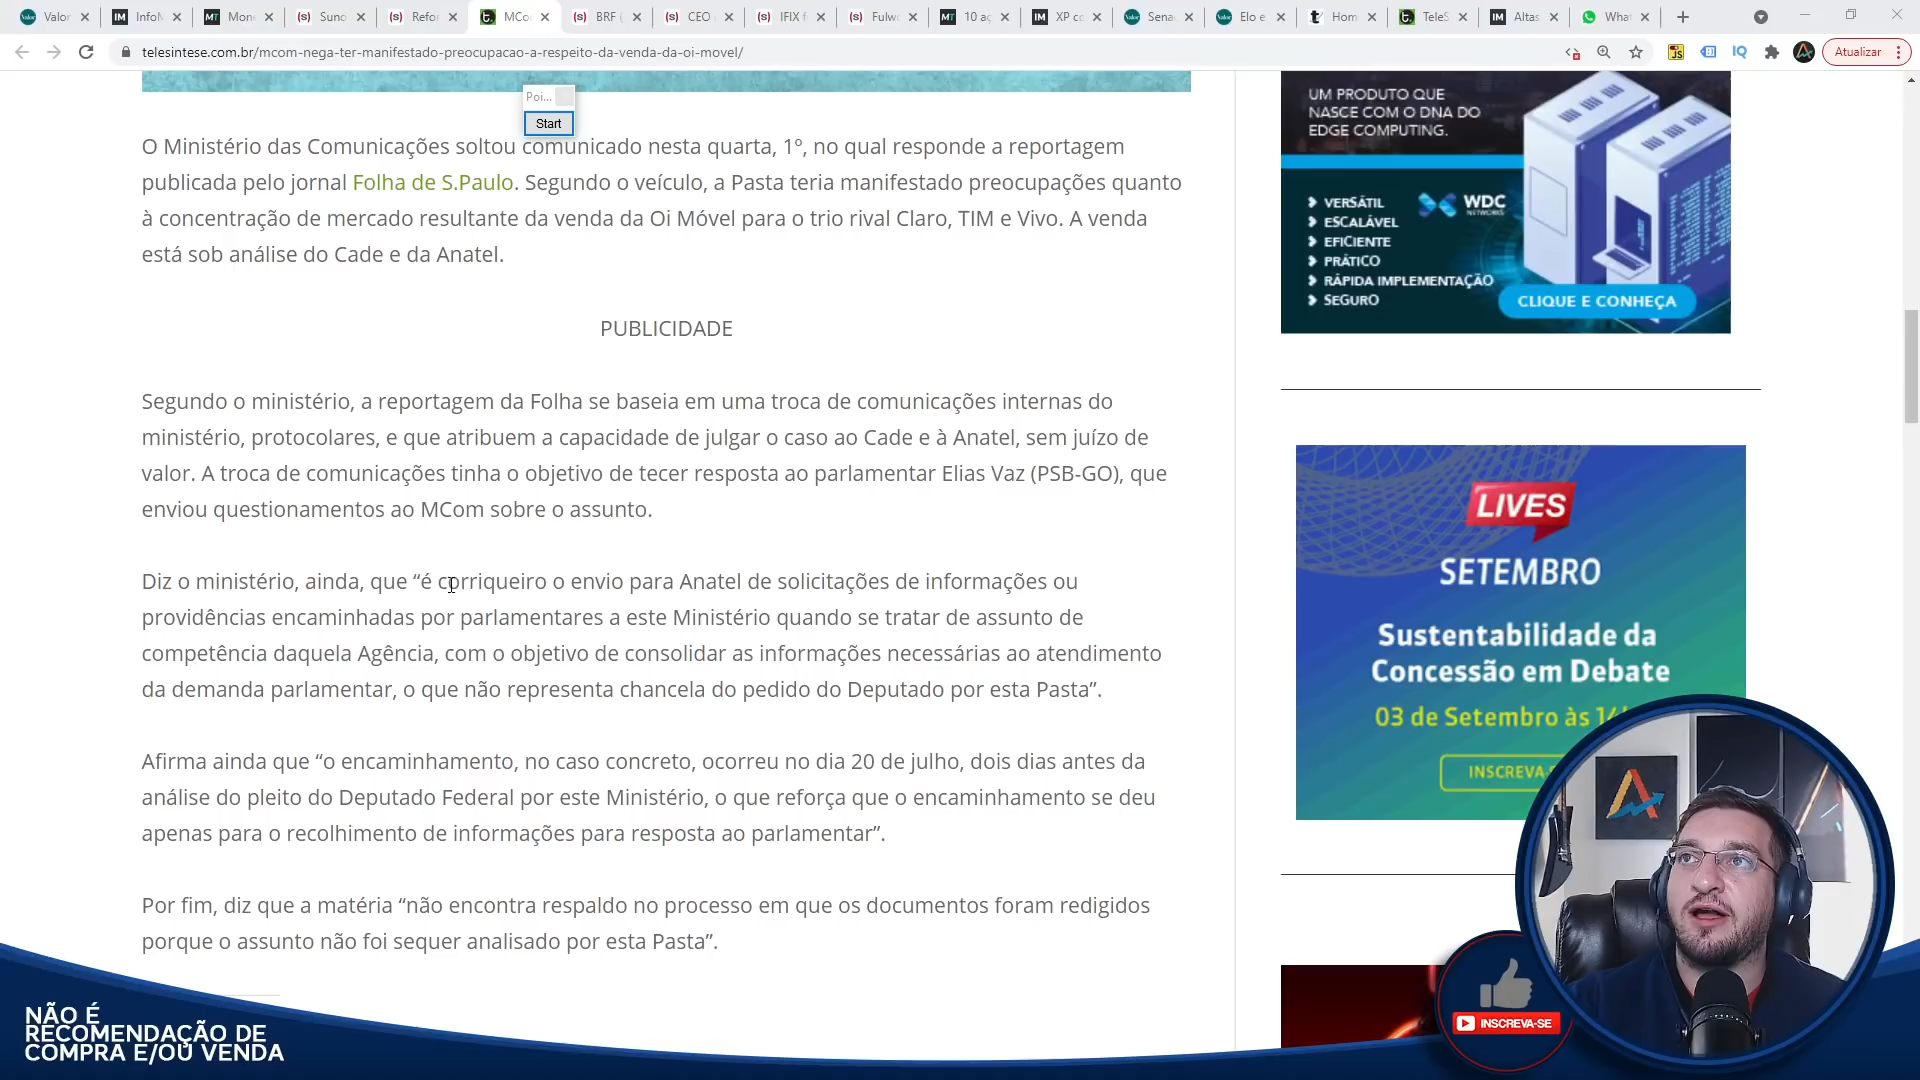 Valor
InfoM
Mone
Suno
Refor
MCo
BRF
CEO
IFIX f
Fulw
10 aç
XP co
Sena
Elo e
Hom
TeleS
Altas
What
telesintese.com.br/mcom-nega-ter-manifestado-preocupacao-a-respeito-da-venda-da-oi-movel/
Atualizar
Poi...
Start
O Ministério das Comunicações soltou comunicado nesta quarta, 1º, no qual responde a reportagem
publicada pelo jornal Folha de S.Paulo. Segundo o veículo, a Pasta teria manifestado preocupações quanto
à concentração de mercado resultante da venda da Oi Móvel para o trio rival Claro, TIM e Vivo. A venda
está sob análise do Cade e da Anatel.
PUBLICIDADE
Segundo o ministério, a reportagem da Folha se baseia em uma troca de comunicações internas do
ministério, protocolares, e que atribuem a capacidade de julgar o caso ao Cade e à Anatel, sem juízo de
valor. A troca de comunicações tinha o objetivo de tecer resposta ao parlamentar Elias Vaz (PSB-GO), que
enviou questionamentos ao MCom sobre o assunto.
Diz o ministério, ainda, que “é corriqueiro o envio para Anatel de solicitações de informações ou
providências encaminhadas por parlamentares a este Ministério quando se tratar de assunto de
competência daquela Agência, com o objetivo de consolidar as informações necessárias ao atendimento
da demanda parlamentar, o que não representa chancela do pedido do Deputado por esta Pasta”.
Afirma ainda que “o encaminhamento, no caso concreto, ocorreu no dia 20 de julho, dois dias antes da
análise do pleito do Deputado Federal por este Ministério, o que reforça que o encaminhamento se deu
apenas para o recolhimento de informações para resposta ao parlamentar”.
Por fim, diz que a matéria “não encontra respaldo no processo em que os documentos foram redigidos
porque o assunto não foi sequer analisado por esta Pasta”.
UM PRODUTO QUE
NASCE COM O DNA DO
EDGE COMPUTING.
VERSÁTIL
ESCALÁVEL
EFICIENTE
PRÁTICO
RÁPIDA IMPLEMENTAÇÃO
SEGURO
WDC
NETWORKS
CLIQUE E CONHEÇA
LIVES
SETEMBRO
Sustentabilidade da
Concessão em Debate
03 de Setembro às 14
INSCREVA-S
INSCREVA-SE
NÃO É
RECOMENDAÇÃO DE
COMPRA E/OU VENDA